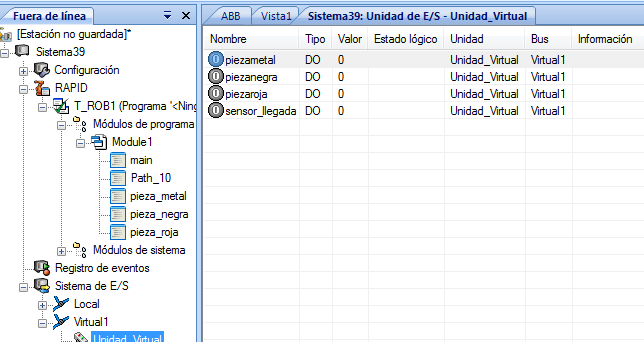 Fuera de línea
[Estación no guardada]*
Sistema39
Configuración
RAPID
T_ROB1 (Programa '<Ning
Módulos de programa
Module1
main
Path_10
pieza_metal
pieza_negra
pieza_roja
Módulos de sistema
Registro de eventos
Sistema de E/S
Local
Virtual1
Unidad_Virtual
ABB Vista1 Sistema39: Unidad de E/S - Unidad_Virtual
Nombre Tipo Valor Estado lógico Unidad Bus Información
piezametal DO 0 Unidad_Virtual Virtual1
piezanegra DO 0 Unidad_Virtual Virtual1
piezaroja DO 0 Unidad_Virtual Virtual1
sensor_llegada DO 0 Unidad_Virtual Virtual1